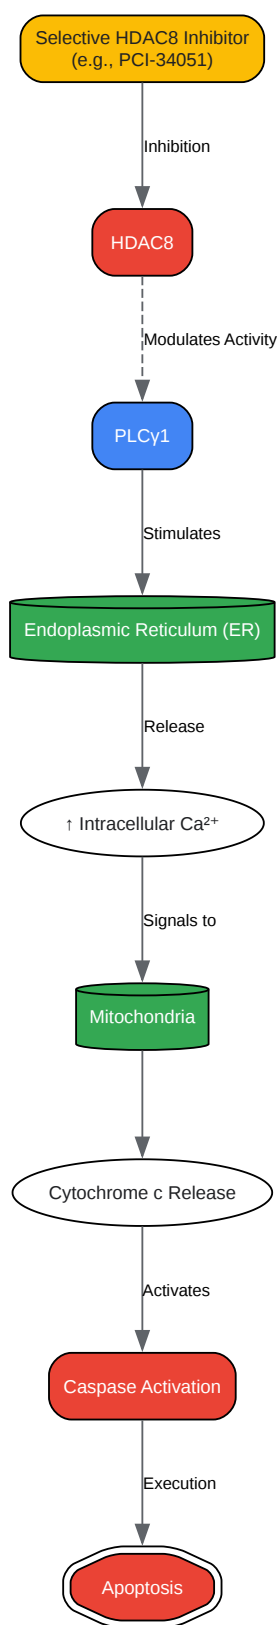 Selective HDAC8 Inhibitor
(e.g., PCI-34051)
Inhibition
HDAC8
Modulates Activity
PLCγ1
Stimulates
Endoplasmic Reticulum (ER)
Release
↑ Intracellular Ca²⁺
Signals to
Mitochondria
Cytochrome c Release
Activates
Caspase Activation
Execution
Apoptosis